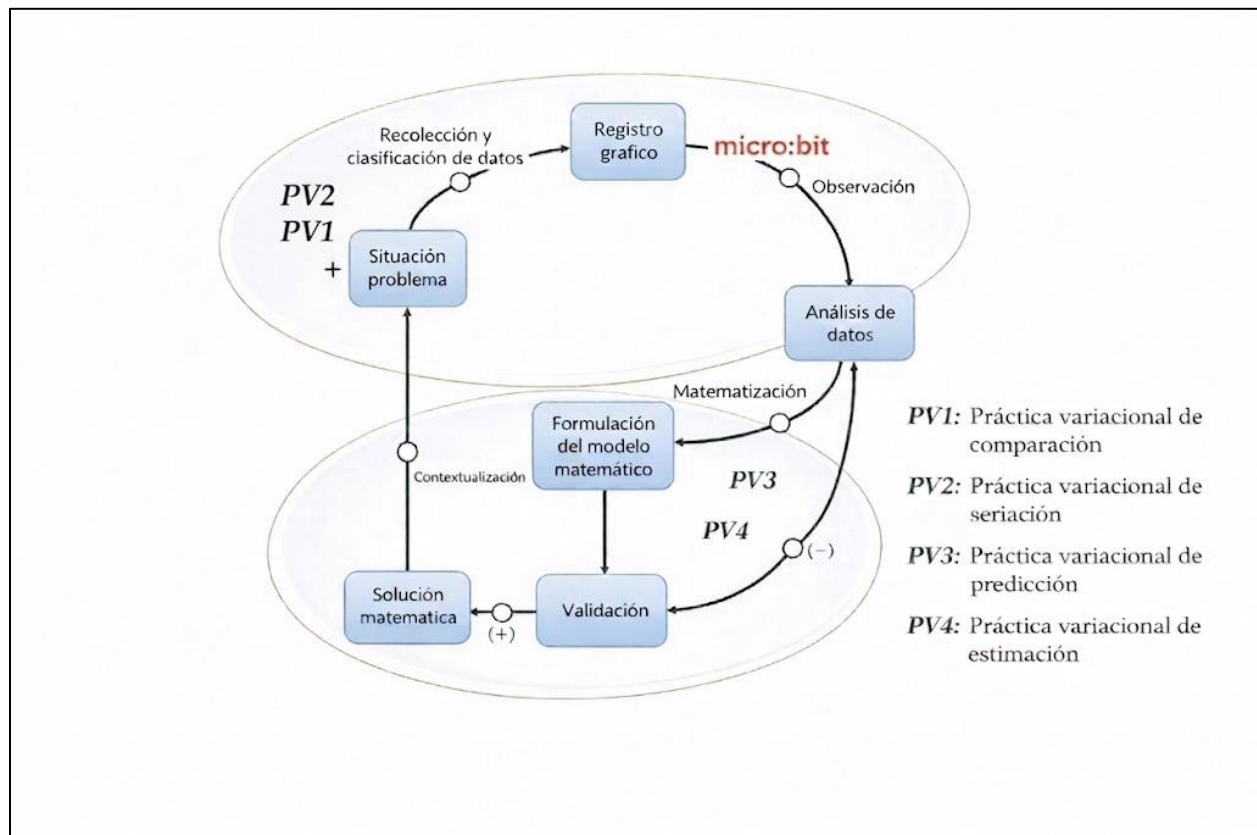 Recolección y
clasificación de datos
Registro
grafico
micro:bit
Observación
PV2
PV1
+
Situación
problema
Análisis de
datos
Matematización
Formulación
del modelo
matemático
Contextualización
PV3
PV4
(−)
Solución
matematica
(+)
Validación
PV1: Práctica variacional de
comparación
PV2: Práctica variacional de
seriación
PV3: Práctica variacional de
predicción
PV4: Práctica variacional de
estimación